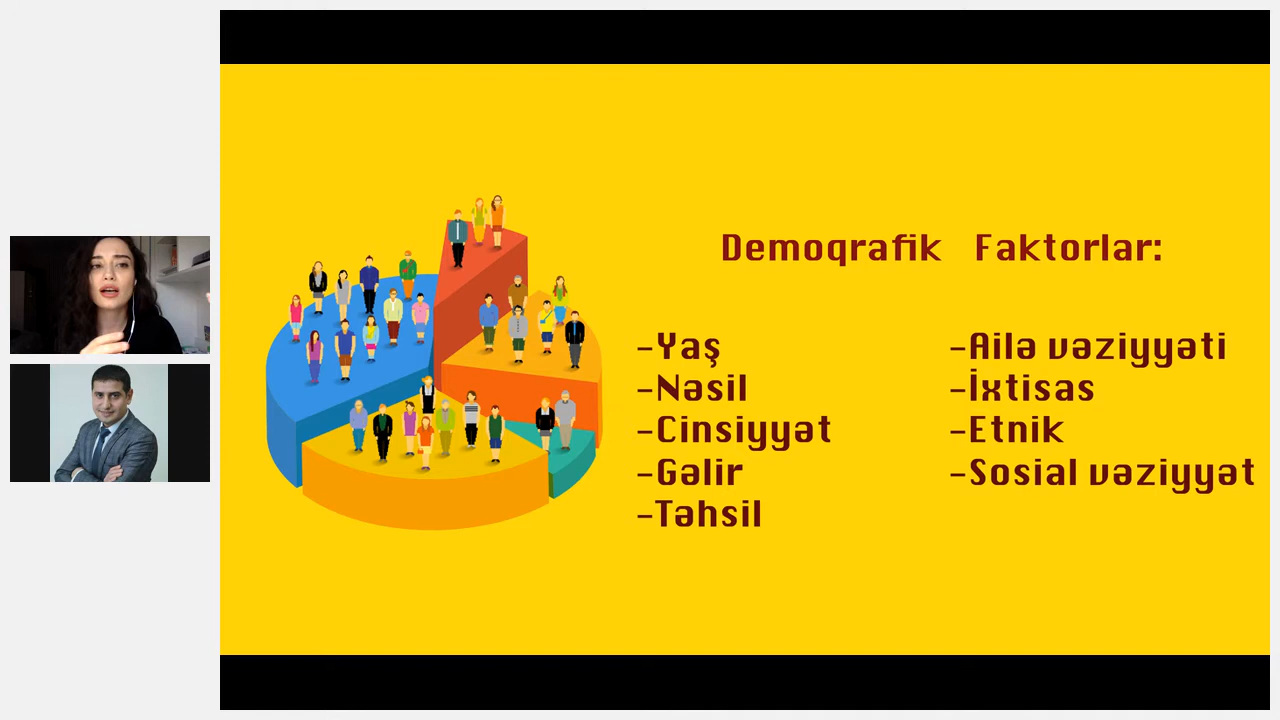 Demoqrafik Faktorlar:
-Yaş
-Nəsil
-Cinsiyyət
-Gəlir
-Təhsil
-Ailə vəziyyəti
-İxtisas
-Etnik
-Sosial vəziyyət